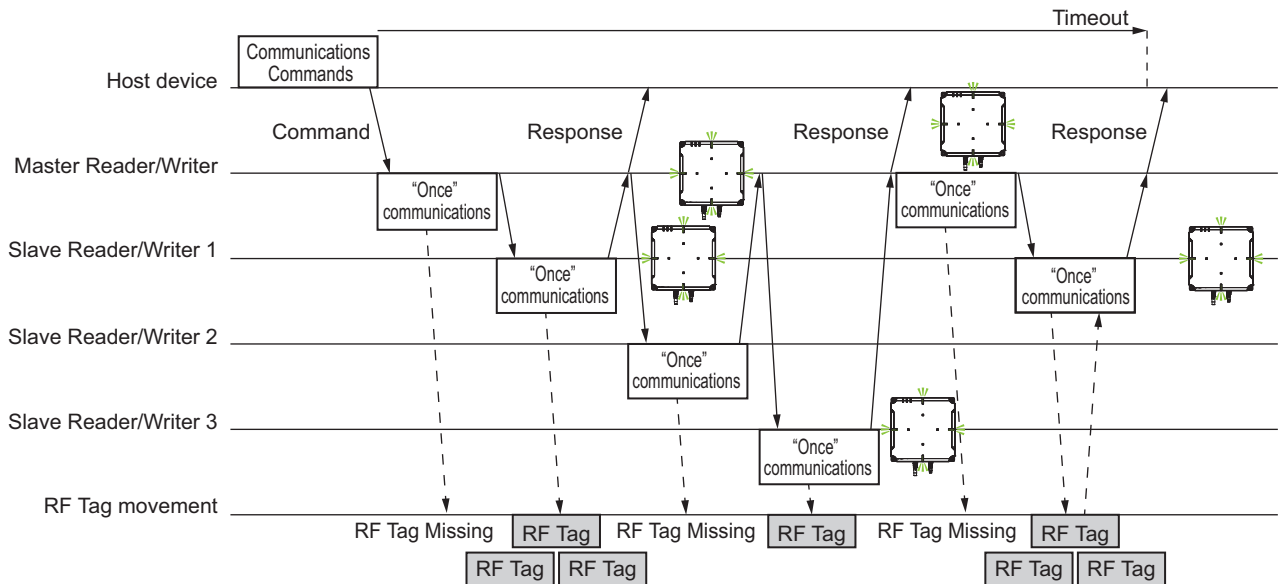 Timeout
Communications
Commands
Host device
Command
Response
Response
Response
Master Reader/Writer
“Once”
communications
“Once”
communications
Slave Reader/Writer 1
“Once”
communications
“Once”
communications
Slave Reader/Writer 2
“Once”
communications
Slave Reader/Writer 3
“Once”
communications
RF Tag movement
RF Tag Missing
RF Tag
RF Tag Missing
RF Tag
RF Tag Missing
RF Tag
RF Tag
RF Tag
RF Tag
RF Tag